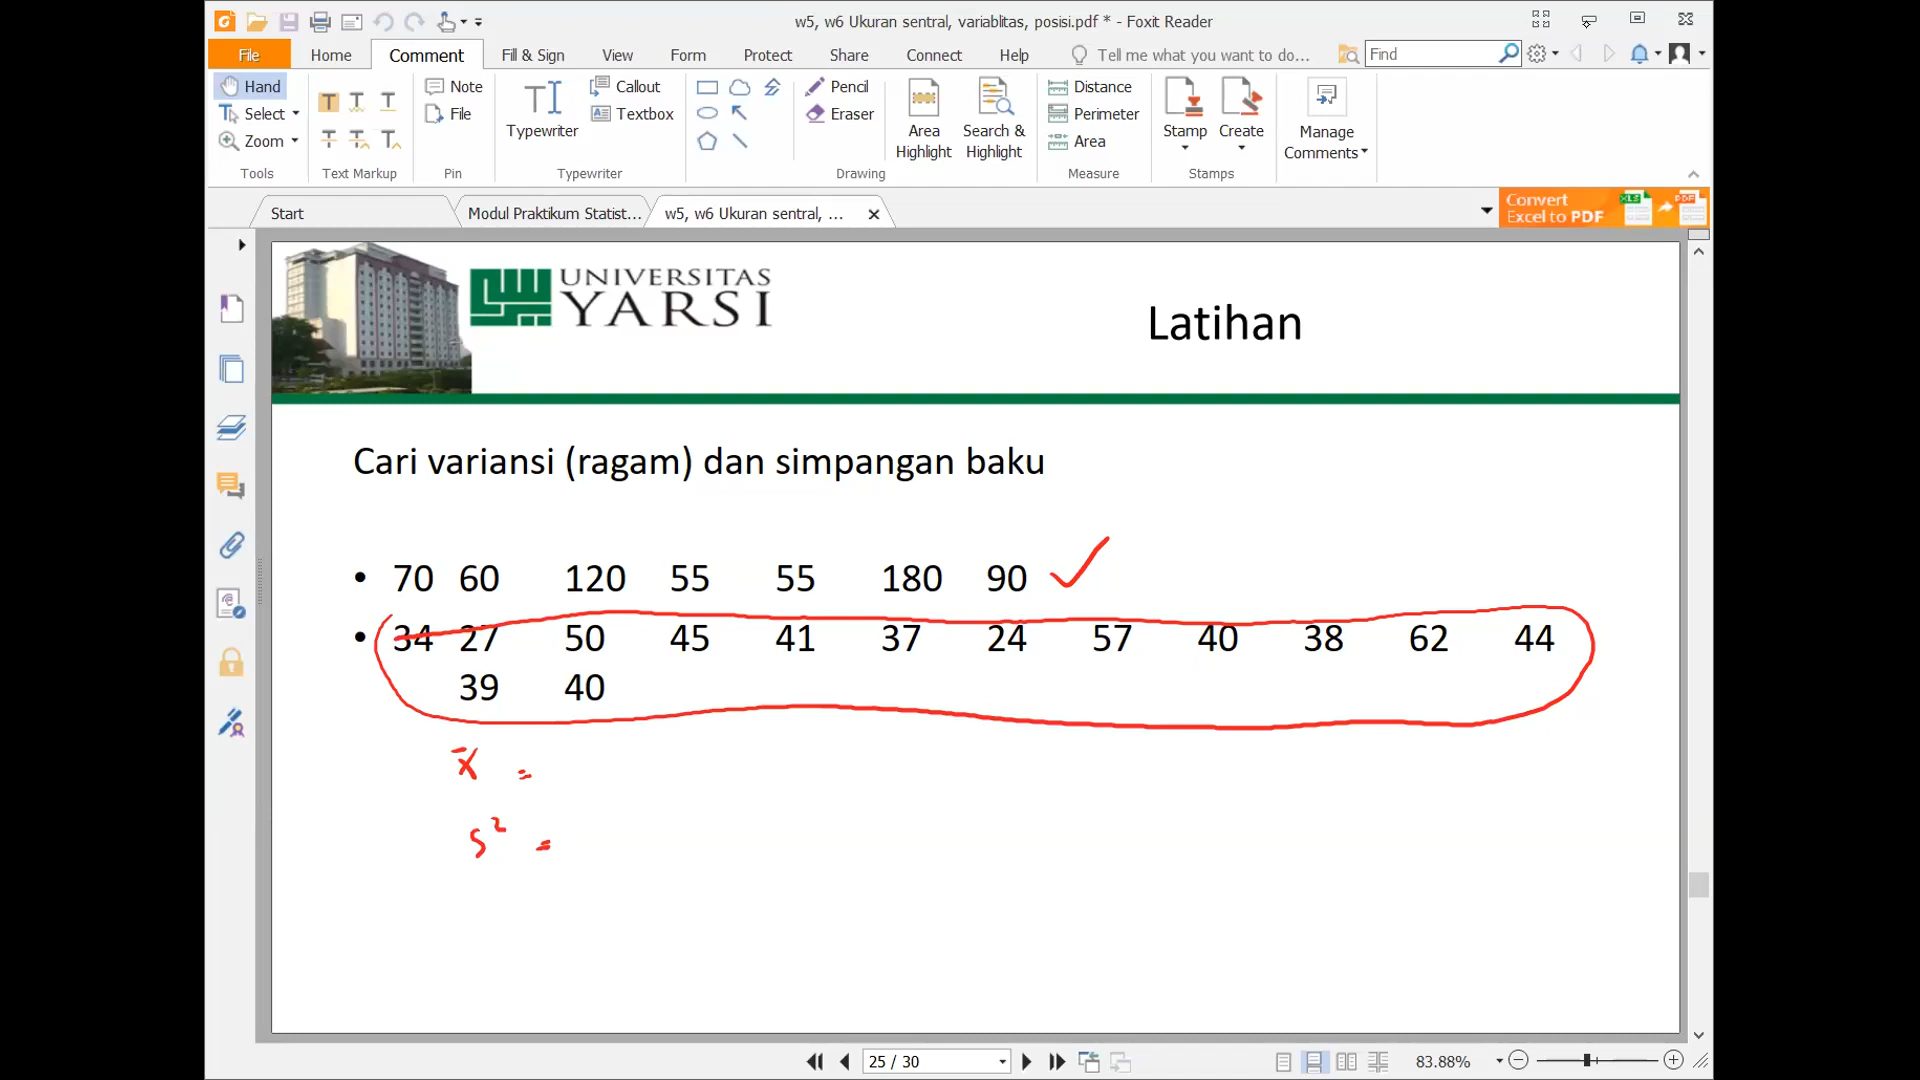 w5, w6 Ukuran sentral, variablitas, posisi.pdf * - Foxit Reader
File Home Comment Fill & Sign View Form Protect Share Connect Help Tell me what you want to do... Find
Hand
Select
Zoom
Tools
Text Markup
Note
File
Pin
Typewriter
Callout
Textbox
Typewriter
Pencil
Eraser
Area Highlight
Search & Highlight
Drawing
Distance
Perimeter
Area
Measure
Stamp
Create
Stamps
Manage Comments
Start Modul Praktikum Statist... w5, w6 Ukuran sentral, ...
Convert
Excel to PDF
XLS PDF
UNIVERSITAS
YARSI
Latihan
Cari variansi (ragam) dan simpangan baku
• 70 60 120 55 55 180 90 ✓
• 34 27 50 45 41 37 24 57 40 38 62 44
39 40
x̄ =
s² =
25 / 30 83.88%